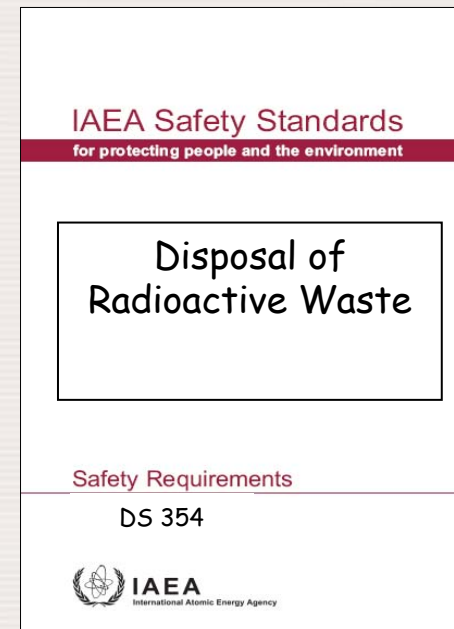 IAEA Safety Standards
for protecting people and the environment
Disposal of
Radioactive Waste
Safety Requirements
DS 354
IAEA
International Atomic Energy Agency